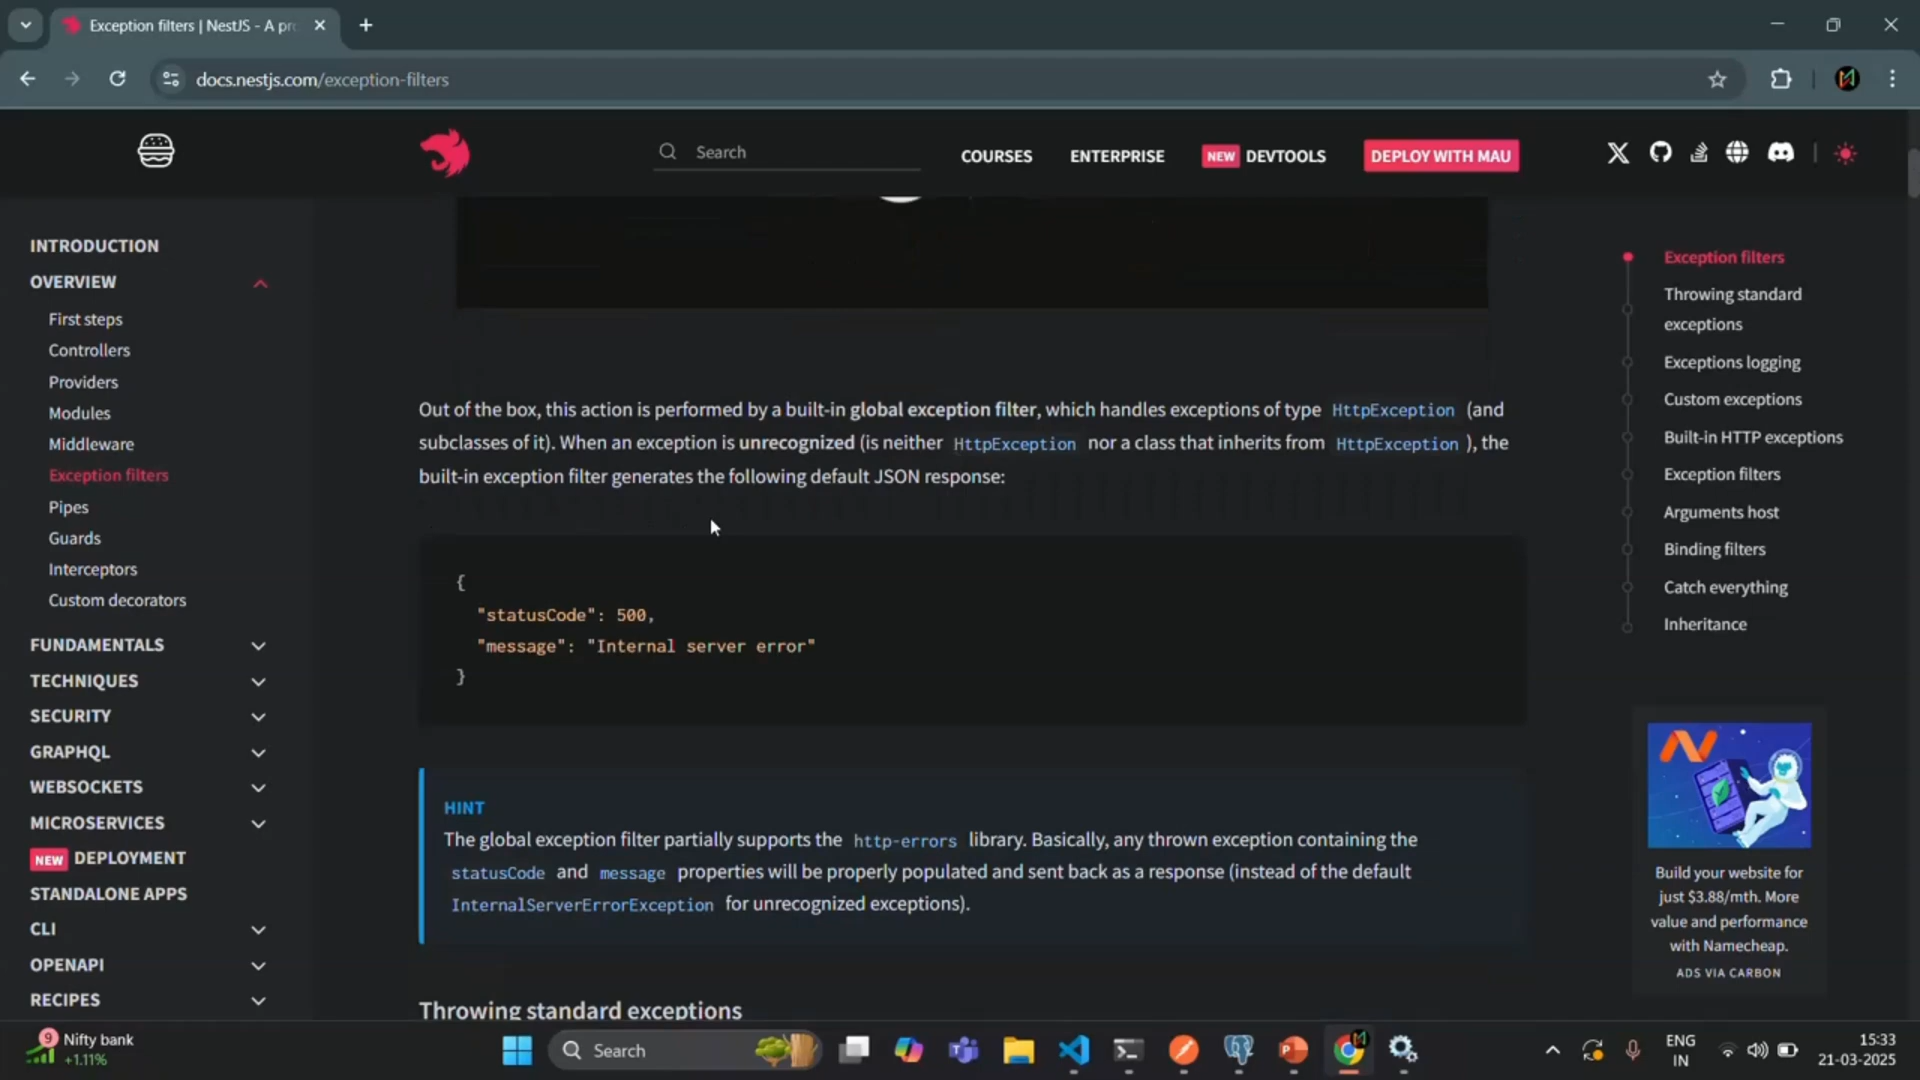 Exception filters | NestJS - A pro
docs.nestjs.com/exception-filters
Search
COURSES
ENTERPRISE
NEW DEVTOOLS
DEPLOY WITH MAU
INTRODUCTION
OVERVIEW
First steps
Controllers
Providers
Modules
Middleware
Exception filters
Pipes
Guards
Interceptors
Custom decorators
FUNDAMENTALS
TECHNIQUES
SECURITY
GRAPHQL
WEBSOCKETS
MICROSERVICES
NEW DEPLOYMENT
STANDALONE APPS
CLI
OPENAPI
RECIPES
Out of the box, this action is performed by a built-in global exception filter, which handles exceptions of type HttpException (and
subclasses of it). When an exception is unrecognized (is neither HttpException nor a class that inherits from HttpException ), the
built-in exception filter generates the following default JSON response:
{
"statusCode": 500,
"message": "Internal server error"
}
HINT
The global exception filter partially supports the http-errors library. Basically, any thrown exception containing the
statusCode and message properties will be properly populated and sent back as a response (instead of the default
InternalServerErrorException for unrecognized exceptions).
Throwing standard exceptions
Exception filters
Throwing standard
exceptions
Exceptions logging
Custom exceptions
Built-in HTTP exceptions
Exception filters
Arguments host
Binding filters
Catch everything
Inheritance
Build your website for
just $3.88/mth. More
value and performance
with Namecheap.
ADS VIA CARBON
9
Nifty bank
+1.11%
Search
ENG
IN
15:33
21-03-2025